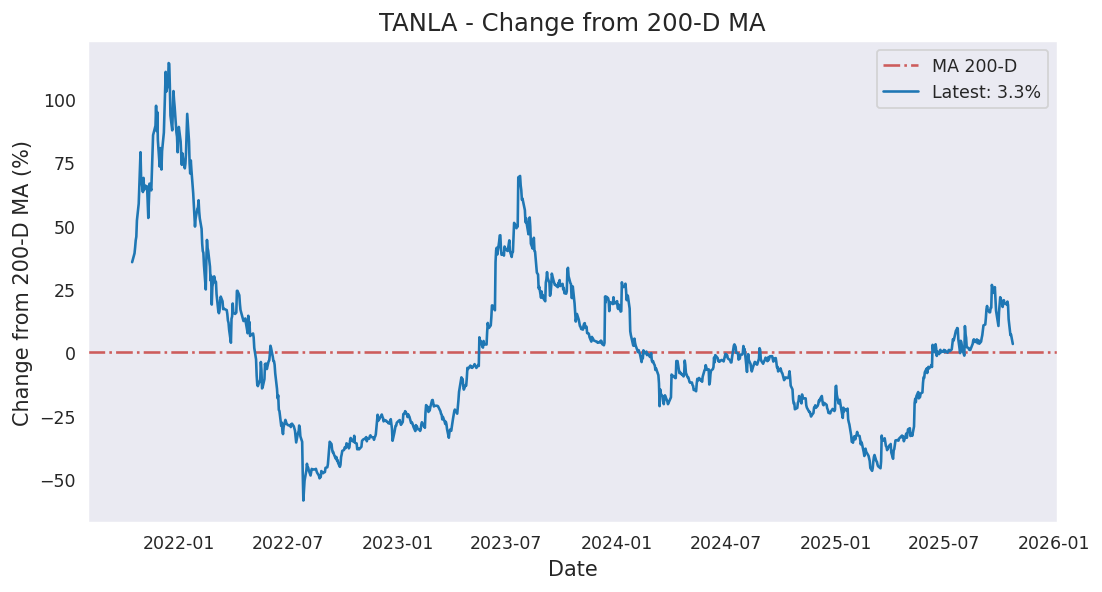 TANLA - Change from 200-D MA
MA 200-D
Latest: 3.3%
Change from 200-D MA (%)
100
75
50
25
0
−25
−50
2022-01 2022-07 2023-01 2023-07 2024-01 2024-07 2025-01 2025-07 2026-01
Date